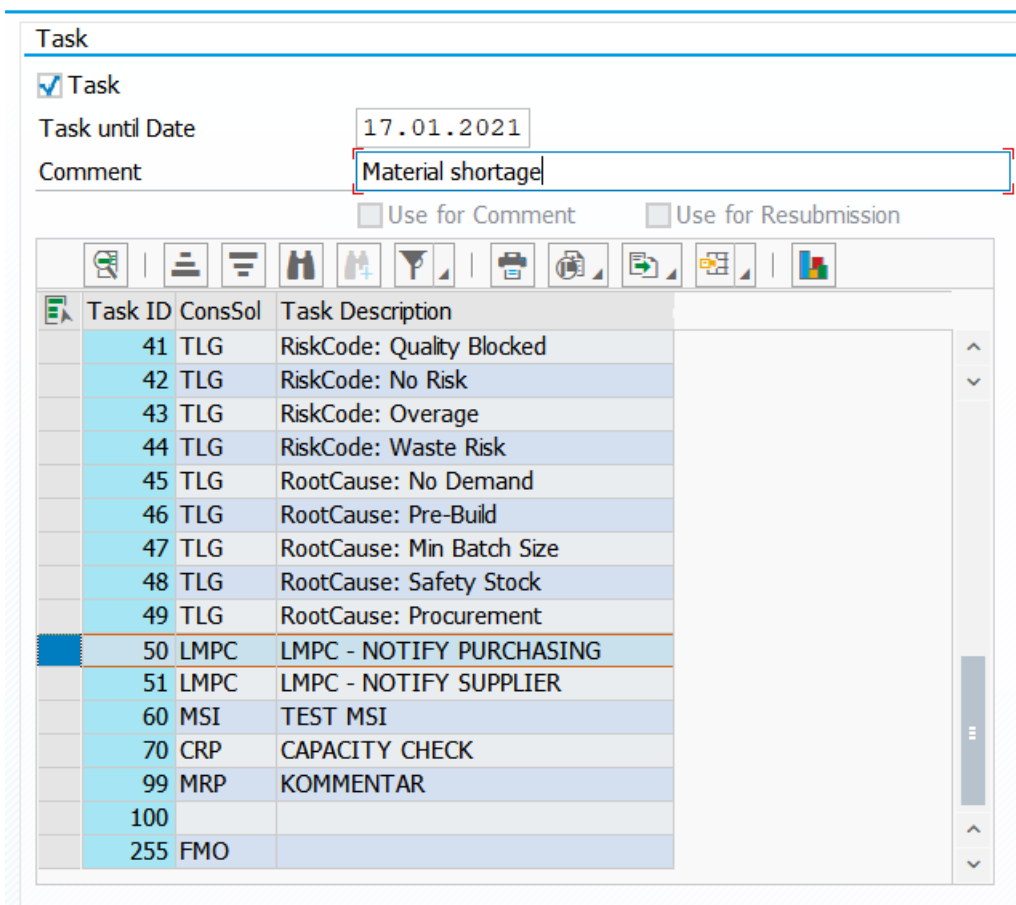 Task
Task
Task until Date 17.01.2021
Comment Material shortage
Use for Comment Use for Resubmission
Task ID ConsSol Task Description
41 TLG RiskCode: Quality Blocked
42 TLG RiskCode: No Risk
43 TLG RiskCode: Overage
44 TLG RiskCode: Waste Risk
45 TLG RootCause: No Demand
46 TLG RootCause: Pre-Build
47 TLG RootCause: Min Batch Size
48 TLG RootCause: Safety Stock
49 TLG RootCause: Procurement
50 LMPC LMPC - NOTIFY PURCHASING
51 LMPC LMPC - NOTIFY SUPPLIER
60 MSI TEST MSI
70 CRP CAPACITY CHECK
99 MRP KOMMENTAR
100
255 FMO